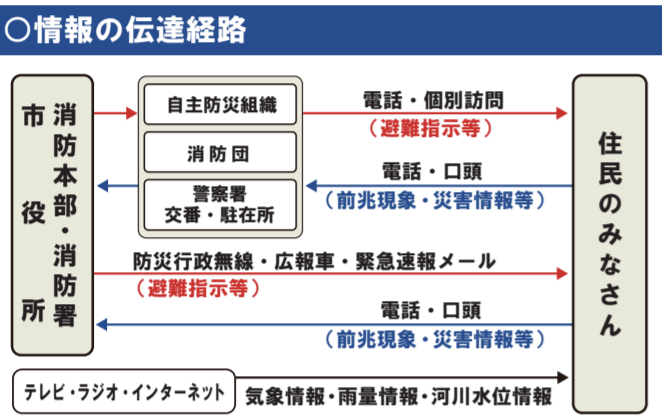 ○情報の伝達経路
市役所
消防本部・消防署
自主防災組織
消防団
警察署
交番・駐在所
電話・個別訪問
（避難指示等）
電話・口頭
（前兆現象・災害情報等）
住民のみなさん
防災行政無線・広報車・緊急速報メール
（避難指示等）
電話・口頭
（前兆現象・災害情報等）
テレビ・ラジオ・インターネット
気象情報・雨量情報・河川水位情報